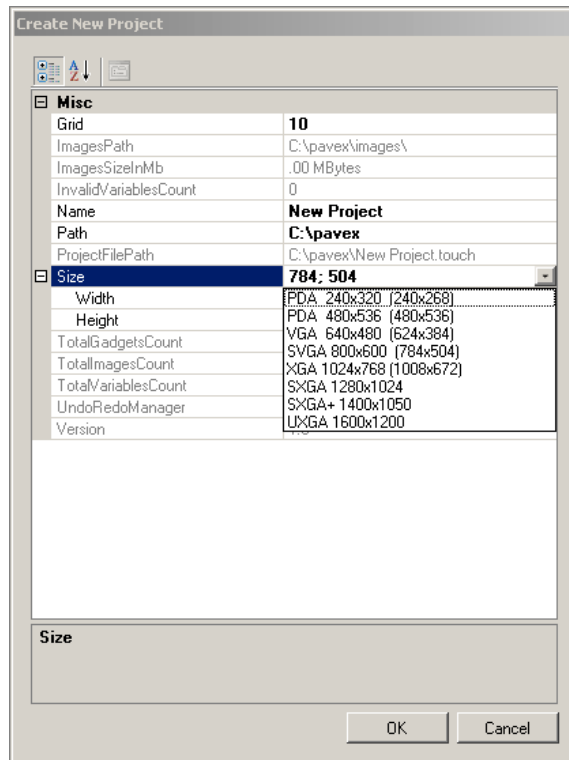 Create New Project
Misc
Grid 10
ImagesPath C:\pavex\images\
ImagesSizeInMb .00 MBytes
InvalidVariablesCount 0
Name New Project
Path C:\pavex
ProjectFilePath C:\pavex\New Project.touch
Size 784; 504
Width
Height
PDA 240x320 (240x268)
PDA 480x536 (480x536)
VGA 640x480 (624x384)
SVGA 800x600 (784x504)
XGA 1024x768 (1008x672)
SXGA 1280x1024
SXGA+ 1400x1050
UXGA 1600x1200
TotalGadgetsCount
TotalImagesCount
TotalVariablesCount
UndoRedoManager
Version
Size
OK Cancel